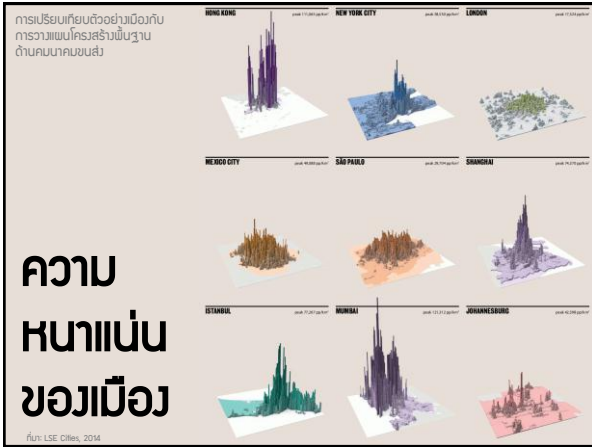 การเปรียบเทียบตัวอย่างเมืองกับ
การวางแผนโครงสร้างพื้นฐาน
ด้านคมนาคมขนส่ง
HONG KONG
NEW YORK CITY
LONDON
MEXICO CITY
SÃO PAULO
SHANGHAI
ISTANBUL
MUMBAI
JOHANNESBURG
ความ
หนาแน่น
ของเมือง
ที่มา: LSE Cities, 2014